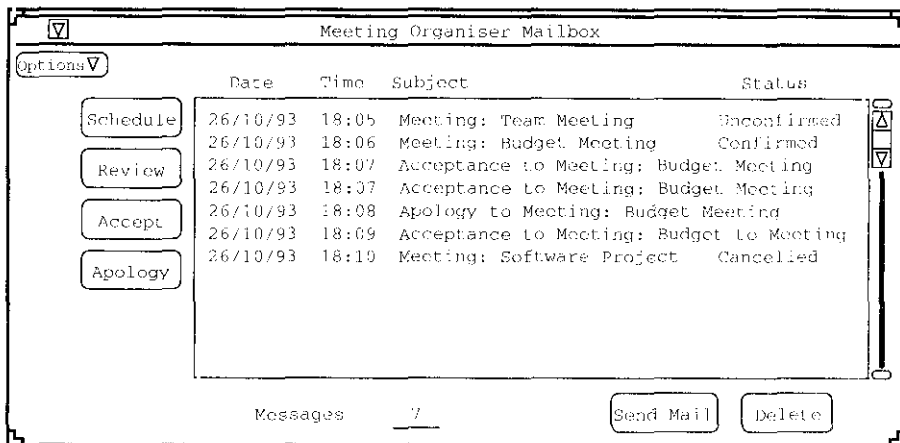 Meeting Organiser Mailbox
Options
Date Time Subject Status
Schedule
Review
Accept
Apology
26/10/93 18:05 Meeting: Team Meeting Unconfirmed
26/10/93 18:06 Meeting: Budget Meeting Confirmed
26/10/93 18:07 Acceptance to Meeting: Budget Meeting
26/10/93 18:07 Acceptance to Meeting: Budget Meeting
26/10/93 18:08 Apology to Meeting: Budget Meeting
26/10/93 18:09 Acceptance to Meeting: Budget to Meeting
26/10/93 18:10 Meeting: Software Project Cancelled
Messages 7
Send Mail
Delete